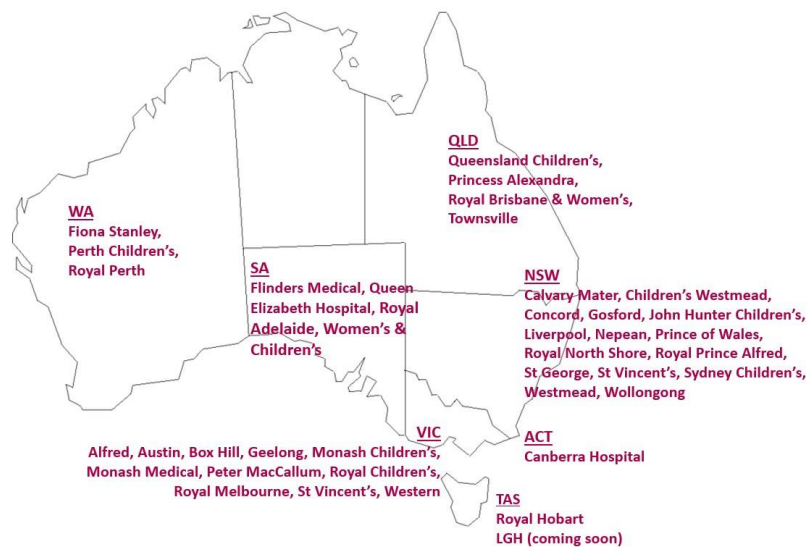 QLD
Queensland Children’s,
Princess Alexandra,
Royal Brisbane & Women’s,
Townsville
WA
Fiona Stanley,
Perth Children’s,
Royal Perth
SA
Flinders Medical, Queen
Elizabeth Hospital, Royal
Adelaide, Women’s &
Children’s
NSW
Calvary Mater, Children’s Westmead,
Concord, Gosford, John Hunter Children’s,
Liverpool, Nepean, Prince of Wales,
Royal North Shore, Royal Prince Alfred,
St George, St Vincent’s, Sydney Children’s,
Westmead, Wollongong
VIC
Alfred, Austin, Box Hill, Geelong, Monash Children’s,
Monash Medical, Peter MacCallum, Royal Children’s,
Royal Melbourne, St Vincent’s, Western
ACT
Canberra Hospital
TAS
Royal Hobart
LGH (coming soon)